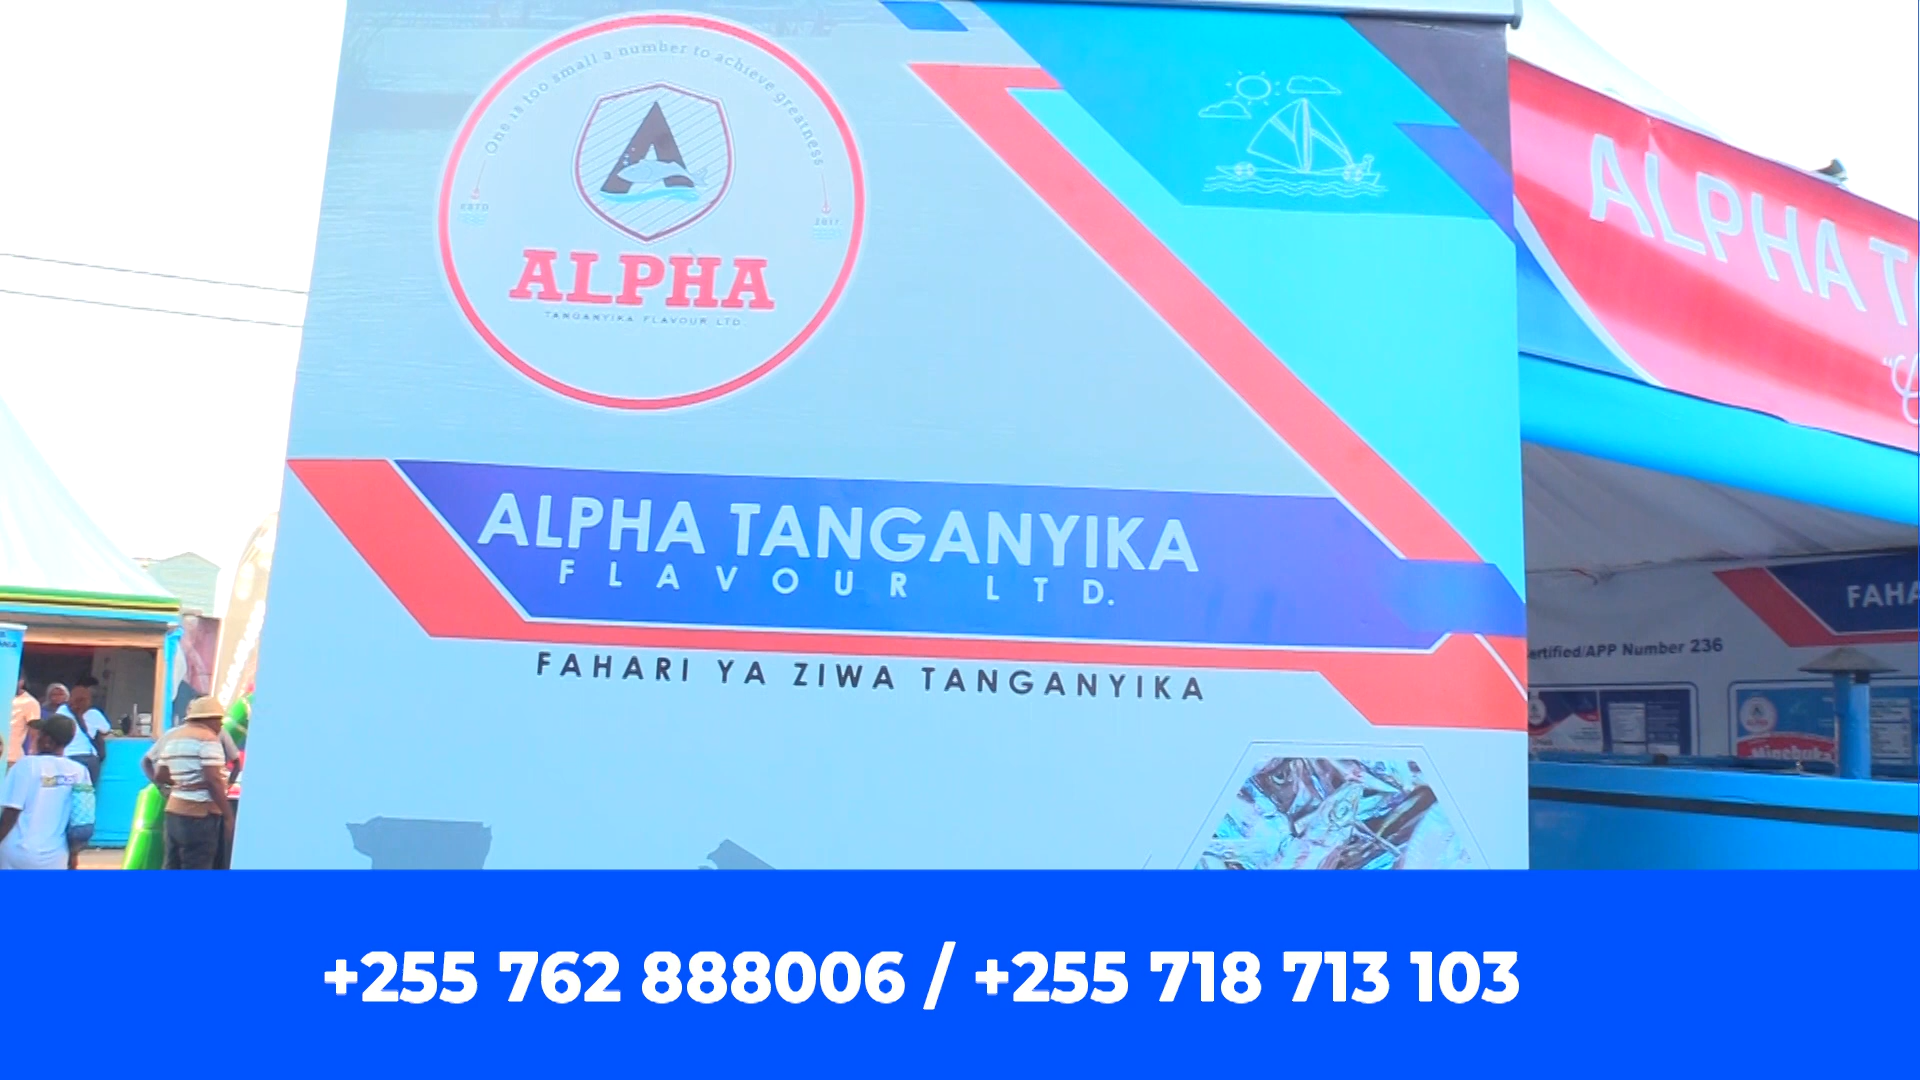 One is too small a number to achieve greatness
ESTD
2017
ALPHA
TANGANYIKA FLAVOUR LTD
ALPHA TANGANYIKA
FLAVOUR LTD.
FAHARI YA ZIWA TANGANYIKA
ALPHA T
FAHA
ertified/APP Number 236
ALPHA
+255 762 888006 / +255 718 713 103